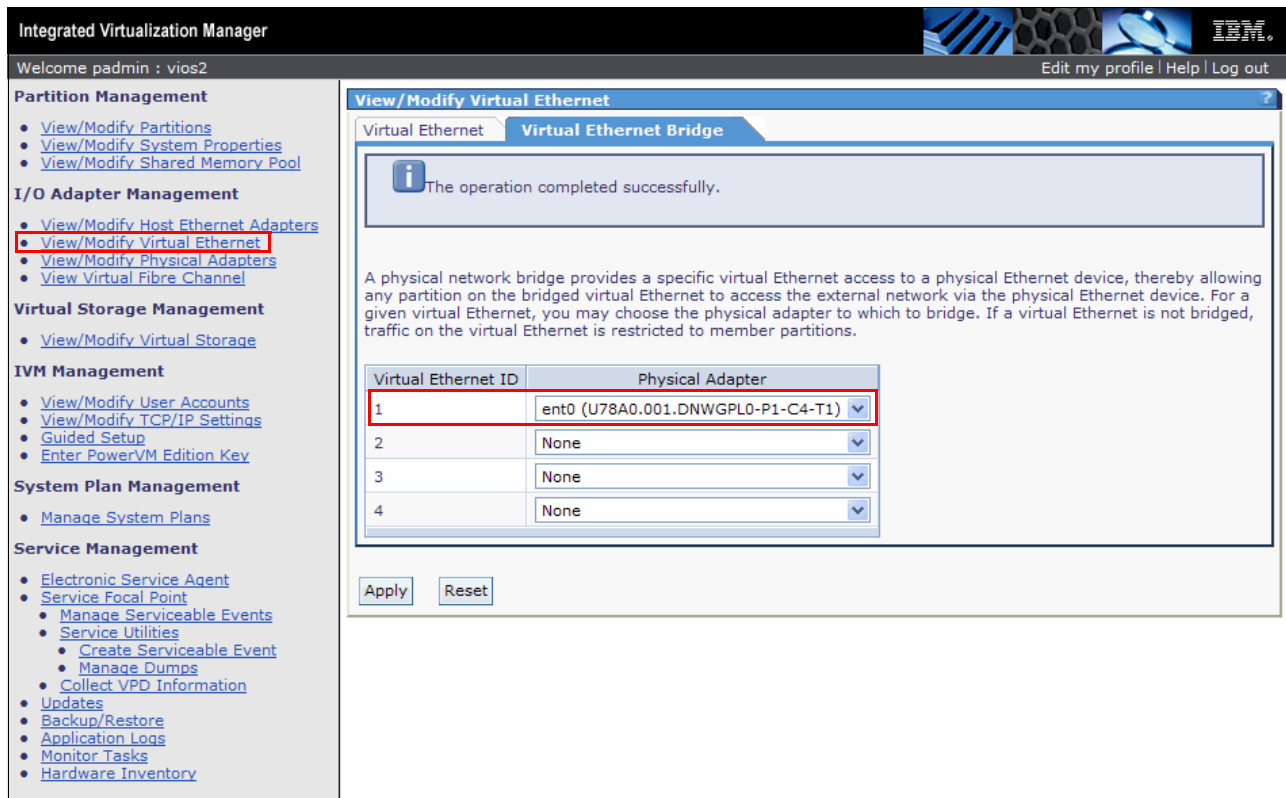 Integrated Virtualization Manager
IBM.
Welcome padmin : vios2
Edit my profile | Help | Log out
Partition Management
View/Modify Partitions
View/Modify System Properties
View/Modify Shared Memory Pool
I/O Adapter Management
View/Modify Host Ethernet Adapters
View/Modify Virtual Ethernet
View/Modify Physical Adapters
View Virtual Fibre Channel
Virtual Storage Management
View/Modify Virtual Storage
IVM Management
View/Modify User Accounts
View/Modify TCP/IP Settings
Guided Setup
Enter PowerVM Edition Key
System Plan Management
Manage System Plans
Service Management
Electronic Service Agent
Service Focal Point
Manage Serviceable Events
Service Utilities
Create Serviceable Event
Manage Dumps
Collect VPD Information
Updates
Backup/Restore
Application Logs
Monitor Tasks
Hardware Inventory
View/Modify Virtual Ethernet
?
Virtual Ethernet
Virtual Ethernet Bridge
i
The operation completed successfully.
A physical network bridge provides a specific virtual Ethernet access to a physical Ethernet device, thereby allowing
any partition on the bridged virtual Ethernet to access the external network via the physical Ethernet device. For a
given virtual Ethernet, you may choose the physical adapter to which to bridge. If a virtual Ethernet is not bridged,
traffic on the virtual Ethernet is restricted to member partitions.
Virtual Ethernet ID Physical Adapter
1 ent0 (U78A0.001.DNWGPL0-P1-C4-T1)
2 None
3 None
4 None
Apply Reset